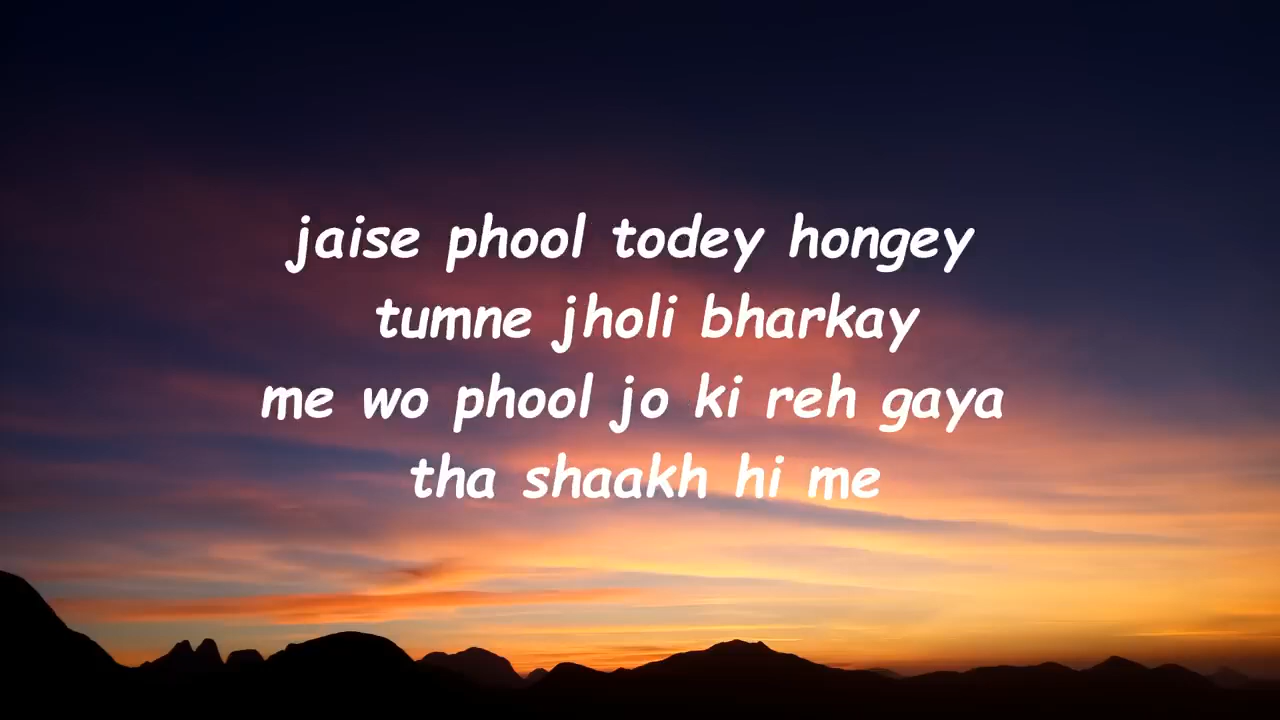 jaise phool todey hongey
tumne jholi bharkay
me wo phool jo ki reh gaya
tha shaakh hi me